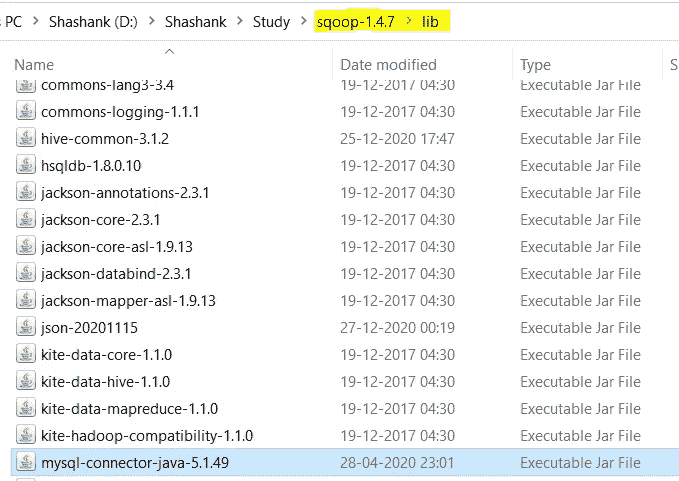 PC > Shashank (D:) > Shashank > Study > sqoop-1.4.7 > lib
Name Date modified Type S
commons-lang3-3.4 19-12-2017 04:30 Executable Jar File
commons-logging-1.1.1 19-12-2017 04:30 Executable Jar File
hive-common-3.1.2 25-12-2020 17:47 Executable Jar File
hsqldb-1.8.0.10 19-12-2017 04:30 Executable Jar File
jackson-annotations-2.3.1 19-12-2017 04:30 Executable Jar File
jackson-core-2.3.1 19-12-2017 04:30 Executable Jar File
jackson-core-asl-1.9.13 19-12-2017 04:30 Executable Jar File
jackson-databind-2.3.1 19-12-2017 04:30 Executable Jar File
jackson-mapper-asl-1.9.13 19-12-2017 04:30 Executable Jar File
json-20201115 27-12-2020 00:19 Executable Jar File
kite-data-core-1.1.0 19-12-2017 04:30 Executable Jar File
kite-data-hive-1.1.0 19-12-2017 04:30 Executable Jar File
kite-data-mapreduce-1.1.0 19-12-2017 04:30 Executable Jar File
kite-hadoop-compatibility-1.1.0 19-12-2017 04:30 Executable Jar File
mysql-connector-java-5.1.49 28-04-2020 23:01 Executable Jar File